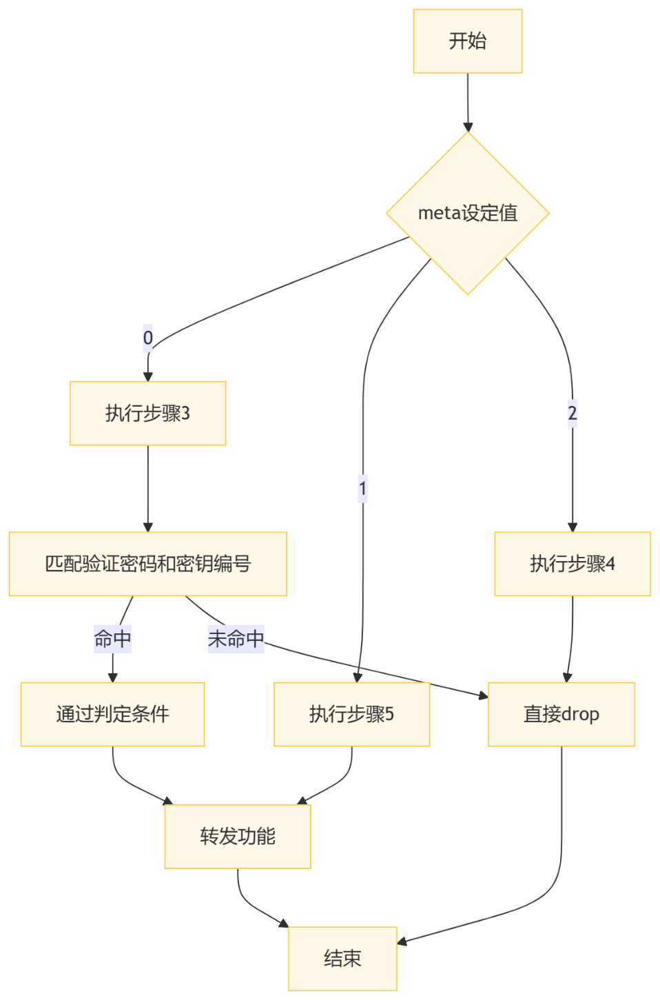 开始
meta设定值
0
执行步骤3
2
1
匹配验证密码和密钥编号
执行步骤4
命中
未命中
通过判定条件
执行步骤5
直接drop
转发功能
结束